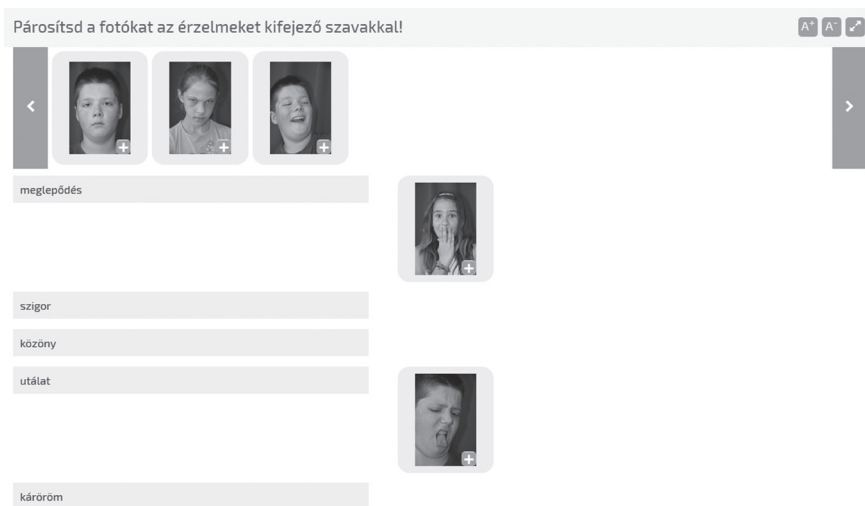 Párosítsd a fotókat az érzelmeket kifejező szavakkal!
A+ A-
meglepődés
szigor
közöny
utálat
káröröm